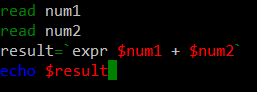 read num1
read num2
result=`expr $num1 + $num2`
echo $result